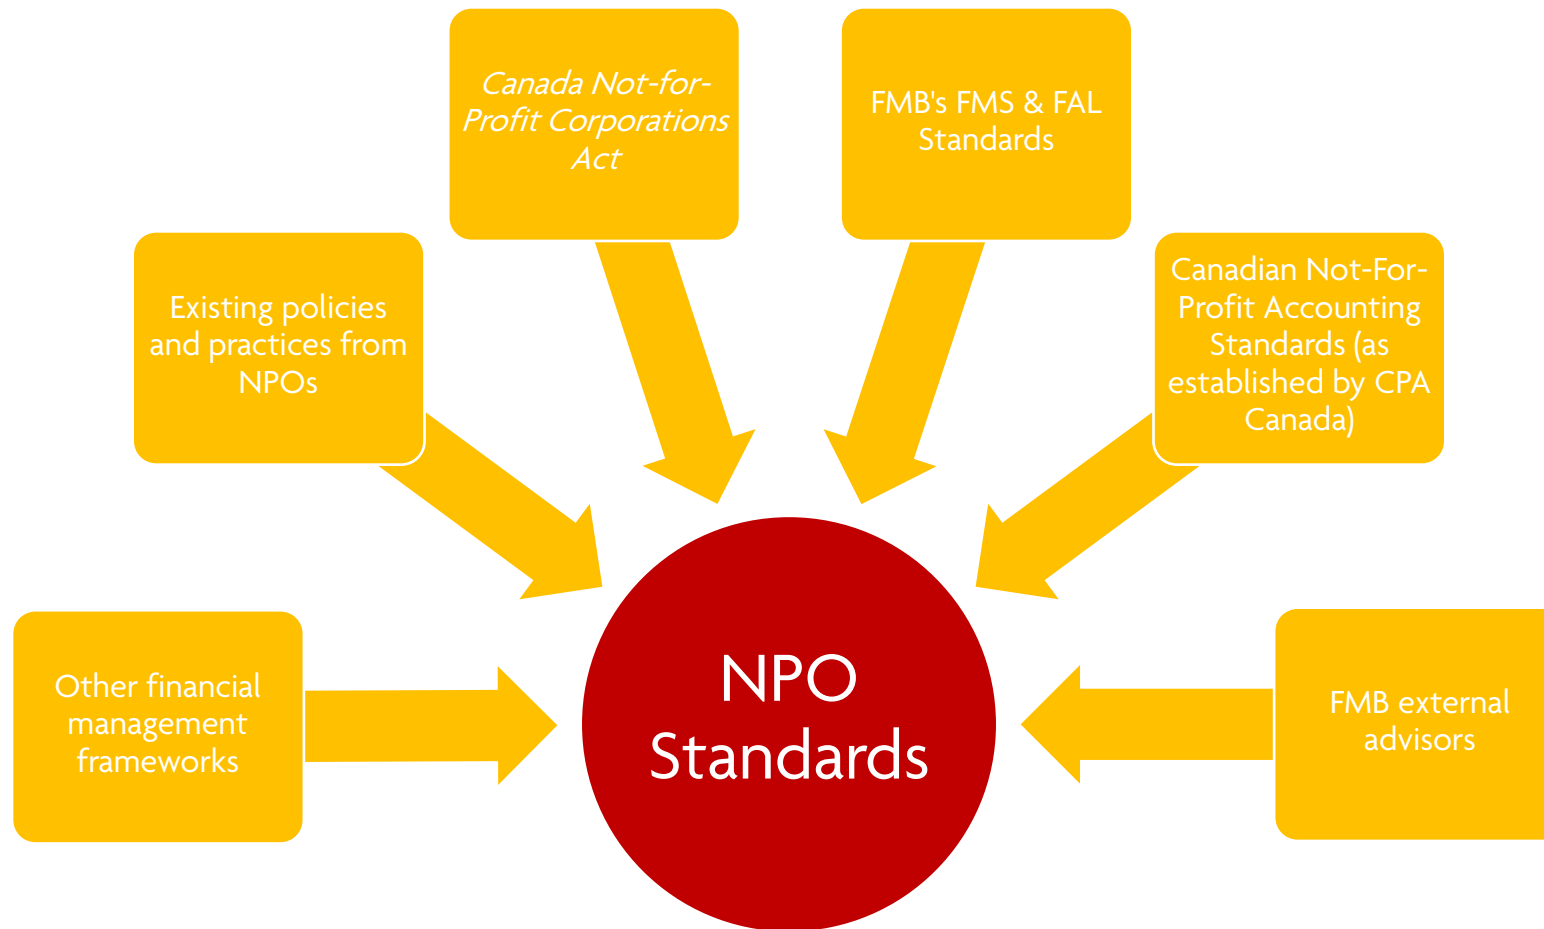 Canada Not-for-
Profit Corporations
Act
FMB's FMS & FAL
Standards
Existing policies
and practices from
NPOs
Canadian Not-For-
Profit Accounting
Standards (as
established by CPA
Canada)
Other financial
management
frameworks
NPO
Standards
FMB external
advisors